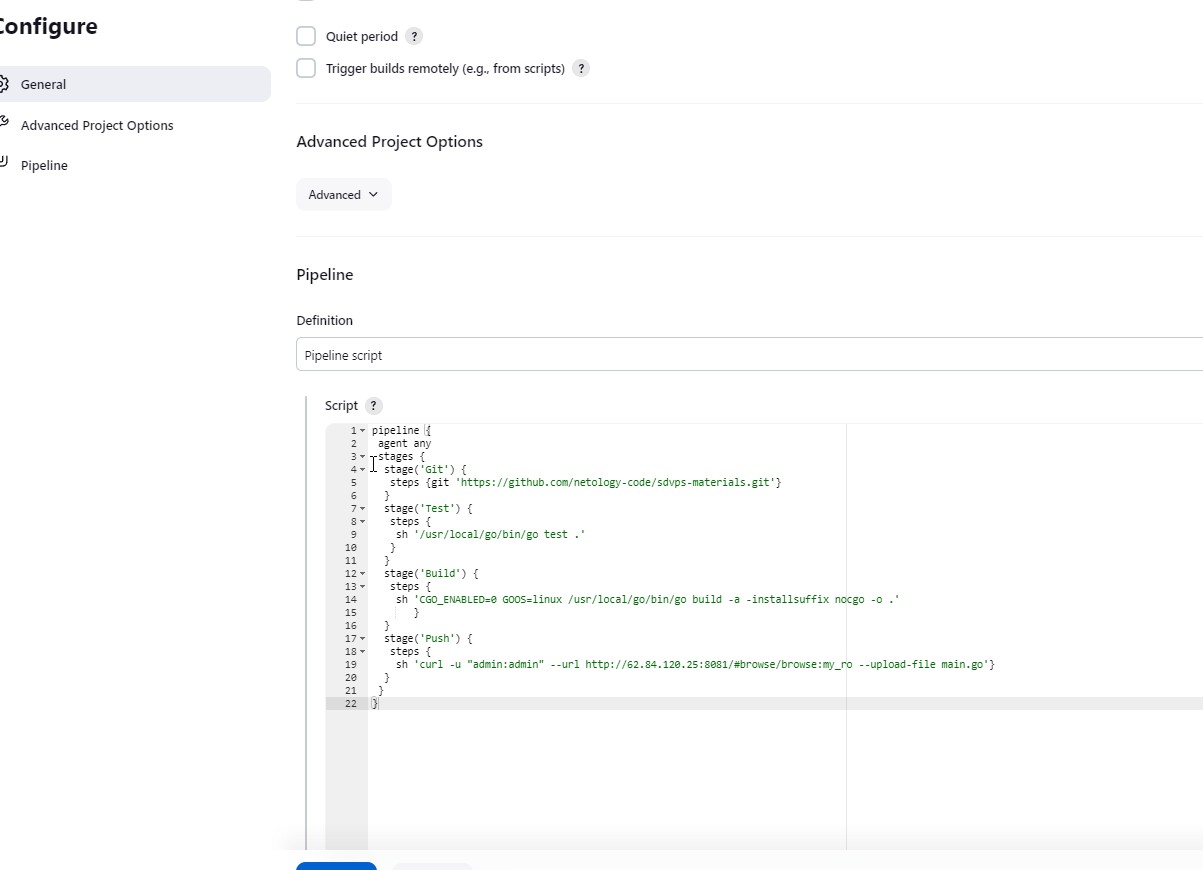 Configure
General
Advanced Project Options
Pipeline
Quiet period ?
Trigger builds remotely (e.g., from scripts) ?
Advanced Project Options
Advanced
Pipeline
Definition
Pipeline script
Script ?
1 pipeline {
2 agent any
3 stages {
4 stage('Git') {
5 steps {git 'https://github.com/netology-code/sdvps-materials.git'}
6 }
7 stage('Test') {
8 steps {
9 sh '/usr/local/go/bin/go test .'
10 }
11 }
12 stage('Build') {
13 steps {
14 sh 'CGO_ENABLED=0 GOOS=linux /usr/local/go/bin/go build -a -installsuffix nocgo -o .'
15 }
16 }
17 stage('Push') {
18 steps {
19 sh 'curl -u "admin:admin" --url http://62.84.120.25:8081/#browse/browse:my_ro --upload-file main.go'}
20 }
21 }
22 }